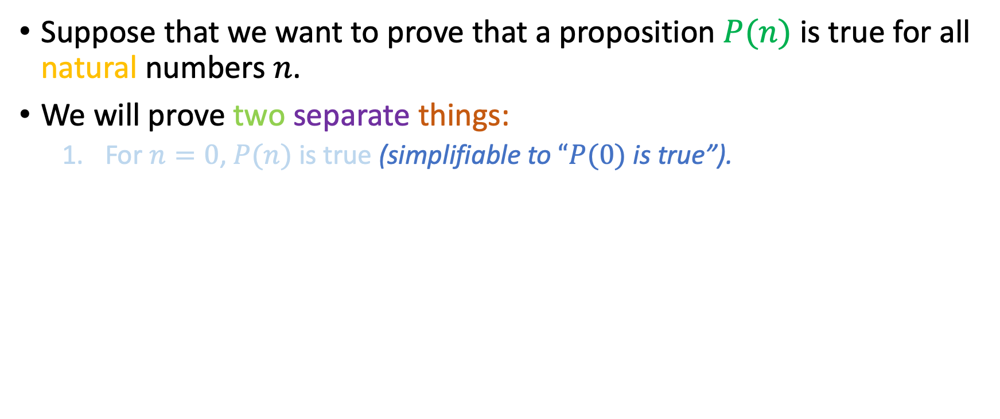 • Suppose that we want to prove that a proposition 𝑃(𝑛) is true for all
natural numbers 𝑛.
• We will prove two separate things:
1. For 𝑛 = 0, 𝑃(𝑛) is true (simplifiable to “𝑃(0) is true”).